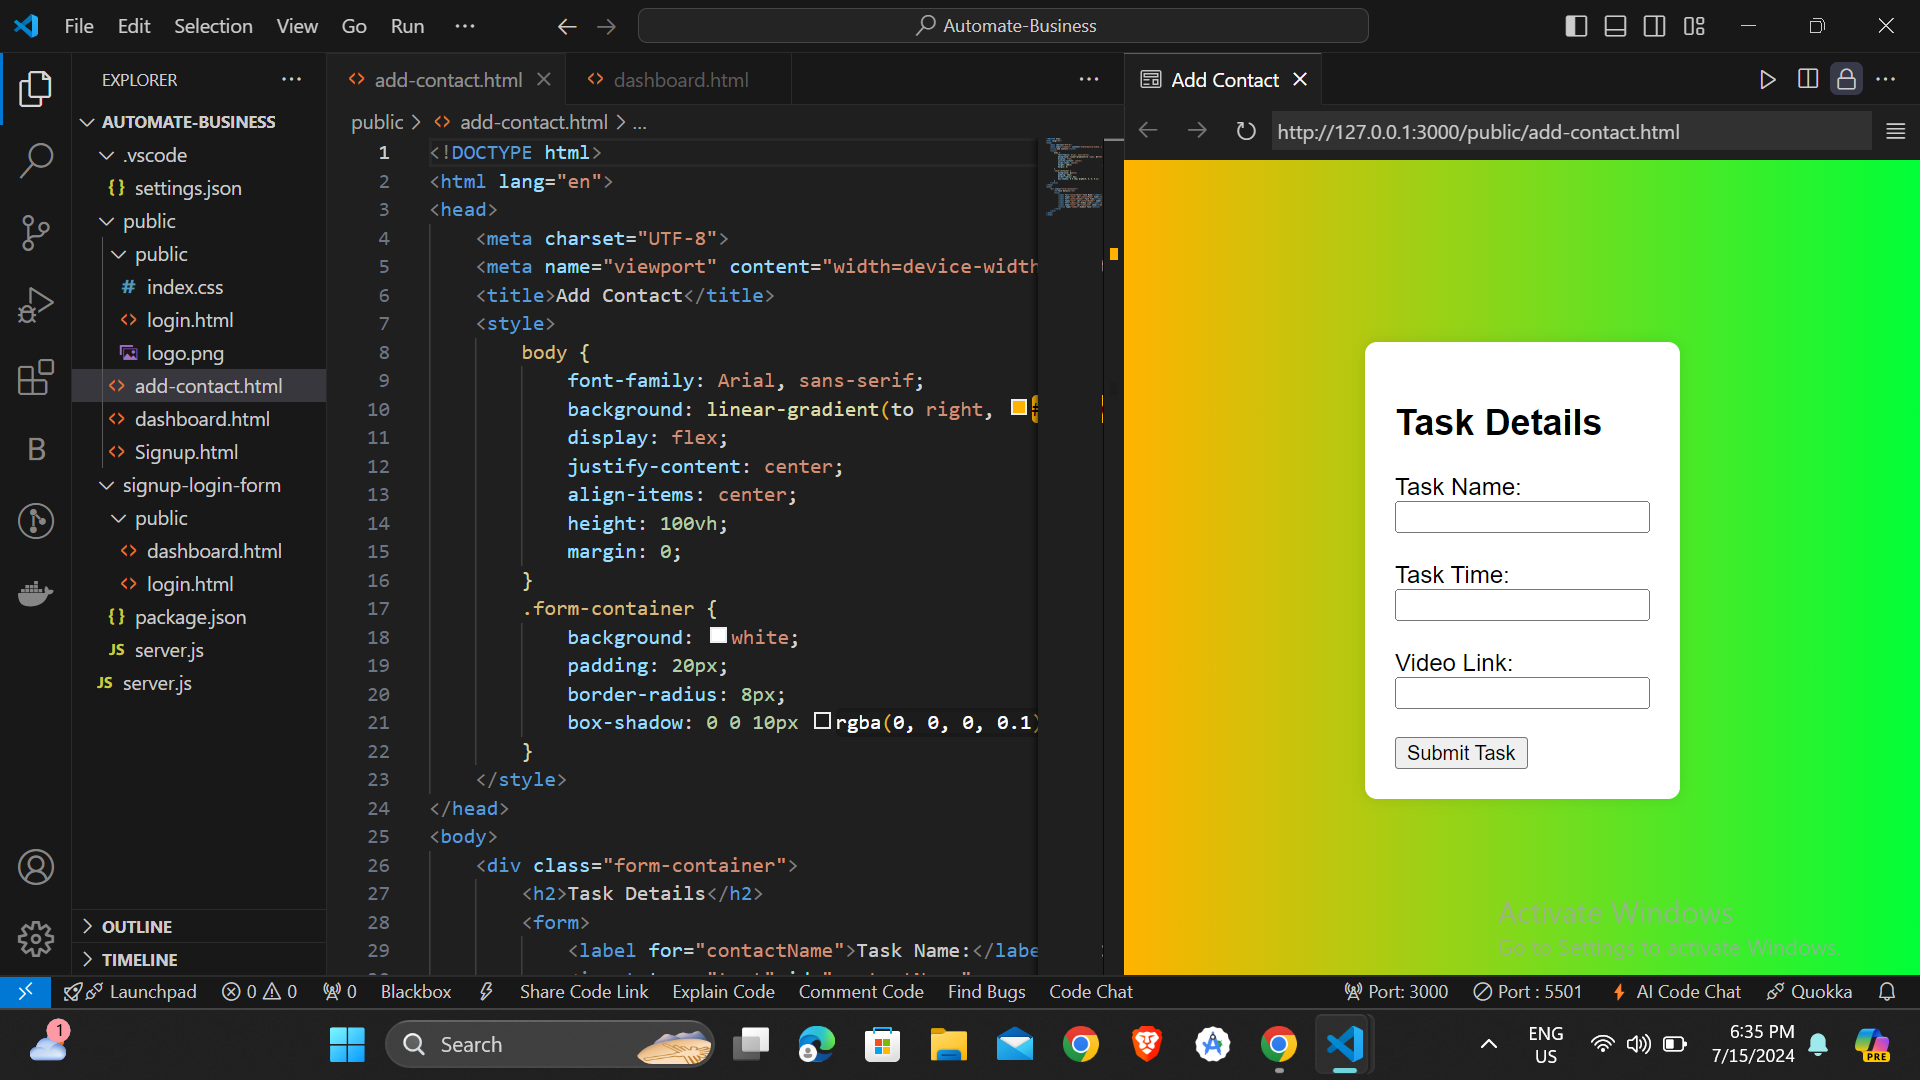 File Edit Selection View Go Run ...
Automate-Business
EXPLORER
AUTOMATE-BUSINESS
.vscode
{} settings.json
public
public
# index.css
<> login.html
logo.png
<> add-contact.html
<> dashboard.html
<> Signup.html
signup-login-form
public
<> dashboard.html
<> login.html
{} package.json
JS server.js
JS server.js
OUTLINE
TIMELINE
B
<> add-contact.html
<> dashboard.html
public > <> add-contact.html > ...
1 <!DOCTYPE html>
2 <html lang="en">
3 <head>
4 <meta charset="UTF-8">
5 <meta name="viewport" content="width=device-width
6 <title>Add Contact</title>
7 <style>
8 body {
9 font-family: Arial, sans-serif;
10 background: linear-gradient(to right,
11 display: flex;
12 justify-content: center;
13 align-items: center;
14 height: 100vh;
15 margin: 0;
16 }
17 .form-container {
18 background: white;
19 padding: 20px;
20 border-radius: 8px;
21 box-shadow: 0 0 10px rgba(0, 0, 0, 0.1)
22 }
23 </style>
24 </head>
25 <body>
26 <div class="form-container">
27 <h2>Task Details</h2>
28 <form>
29 <label for="contactName">Task Name:</labe
Add Contact
http://127.0.0.1:3000/public/add-contact.html
Task Details
Task Name:
Task Time:
Video Link:
Submit Task
Activate Windows
Go to Settings to activate Windows.
Launchpad 0 0 0 Blackbox Share Code Link Explain Code Comment Code Find Bugs Code Chat Port: 3000 Port : 5501 AI Code Chat Quokka
1
Search
ENG
US
6:35 PM
7/15/2024
PRE